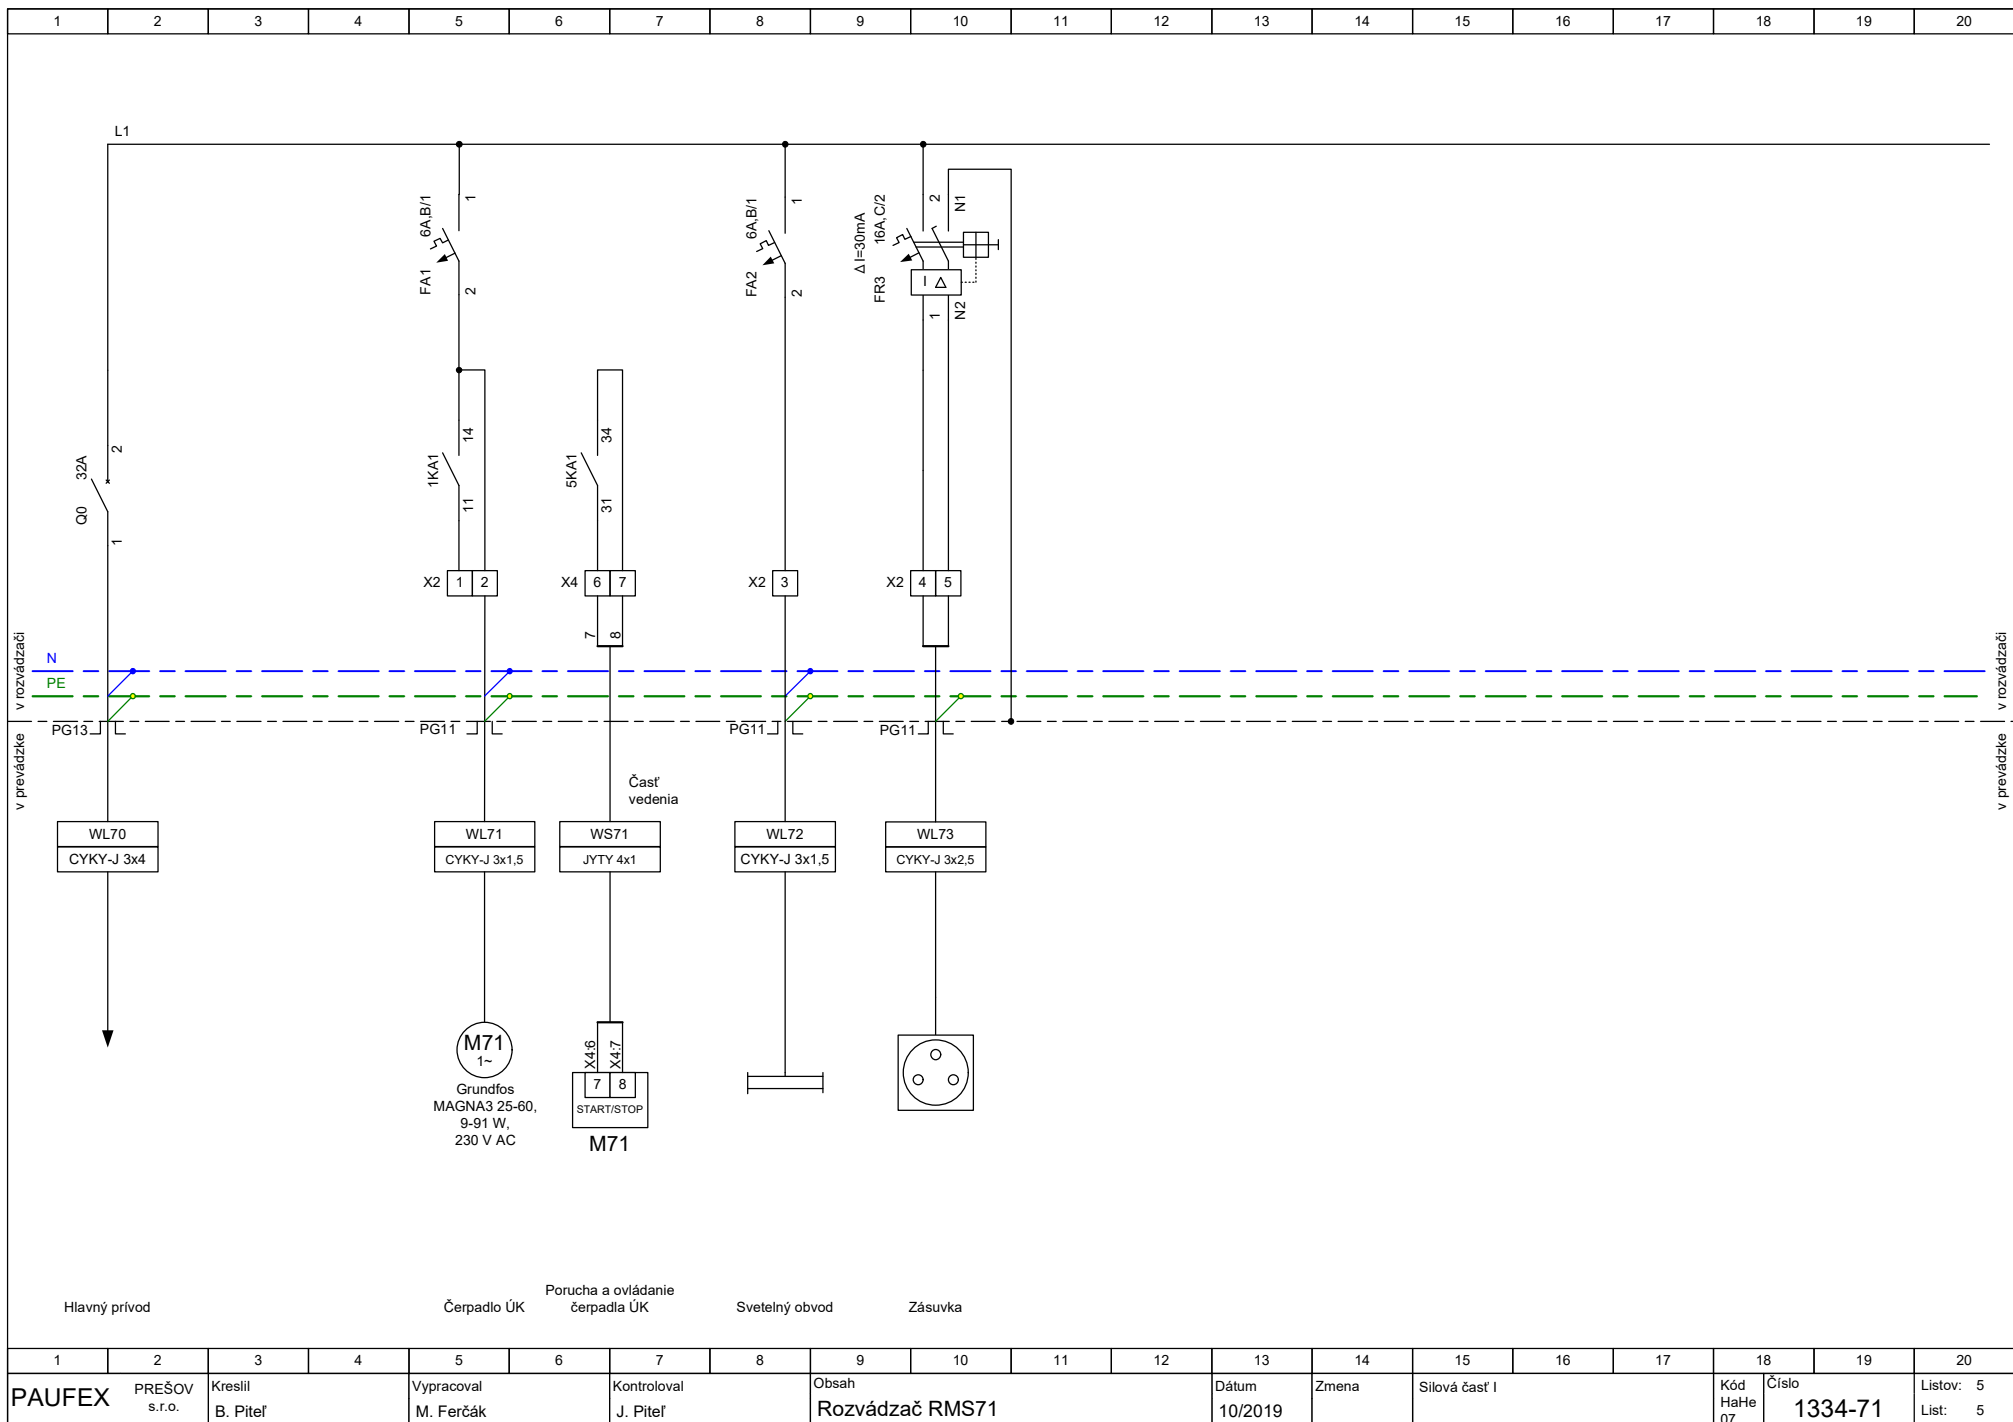 1 2 3 4 5 6 7 8 9 10 11 12 13 14 15 16 17 18 19 20
L1
6A,B/1
1
FA1
2
6A,B/1
1
FA2
2
Δ I=30mA
16A,C/2
2
N1
FR3
I Δ
1
N2
32A
2
Q0
1
1KA1
14
11
5KA1
34
31
X2 1 2
X4 6 7
X2 3
X2 4 5
7 8
v rozvádzači
N
PE
v rozvádzači
PG13
PG11
PG11
PG11
v prevádzke
v prevádzke
Časť
vedenia
WL70
CYKY-J 3x4
WL71
CYKY-J 3x1,5
WS71
JYTY 4x1
WL72
CYKY-J 3x1,5
WL73
CYKY-J 3x2,5
M71
1~
Grundfos
MAGNA3 25-60,
9-91 W,
230 V AC
X4:6
X4:7
7 8
START/STOP
M71
Hlavný prívod
Čerpadlo ÚK
Porucha a ovládanie
čerpadla ÚK
Svetelný obvod
Zásuvka
1 2 3 4 5 6 7 8 9 10 11 12 13 14 15 16 17 18 19 20
PAUFEX
PREŠOV
s.r.o.
Kreslil
B. Piteľ
Vypracoval
M. Ferčák
Kontroloval
J. Piteľ
Obsah
Rozvádzač RMS71
Dátum
10/2019
Zmena
Silová časť I
Kód
HaHe
07
Číslo
1334-71
Listov: 5
List: 5